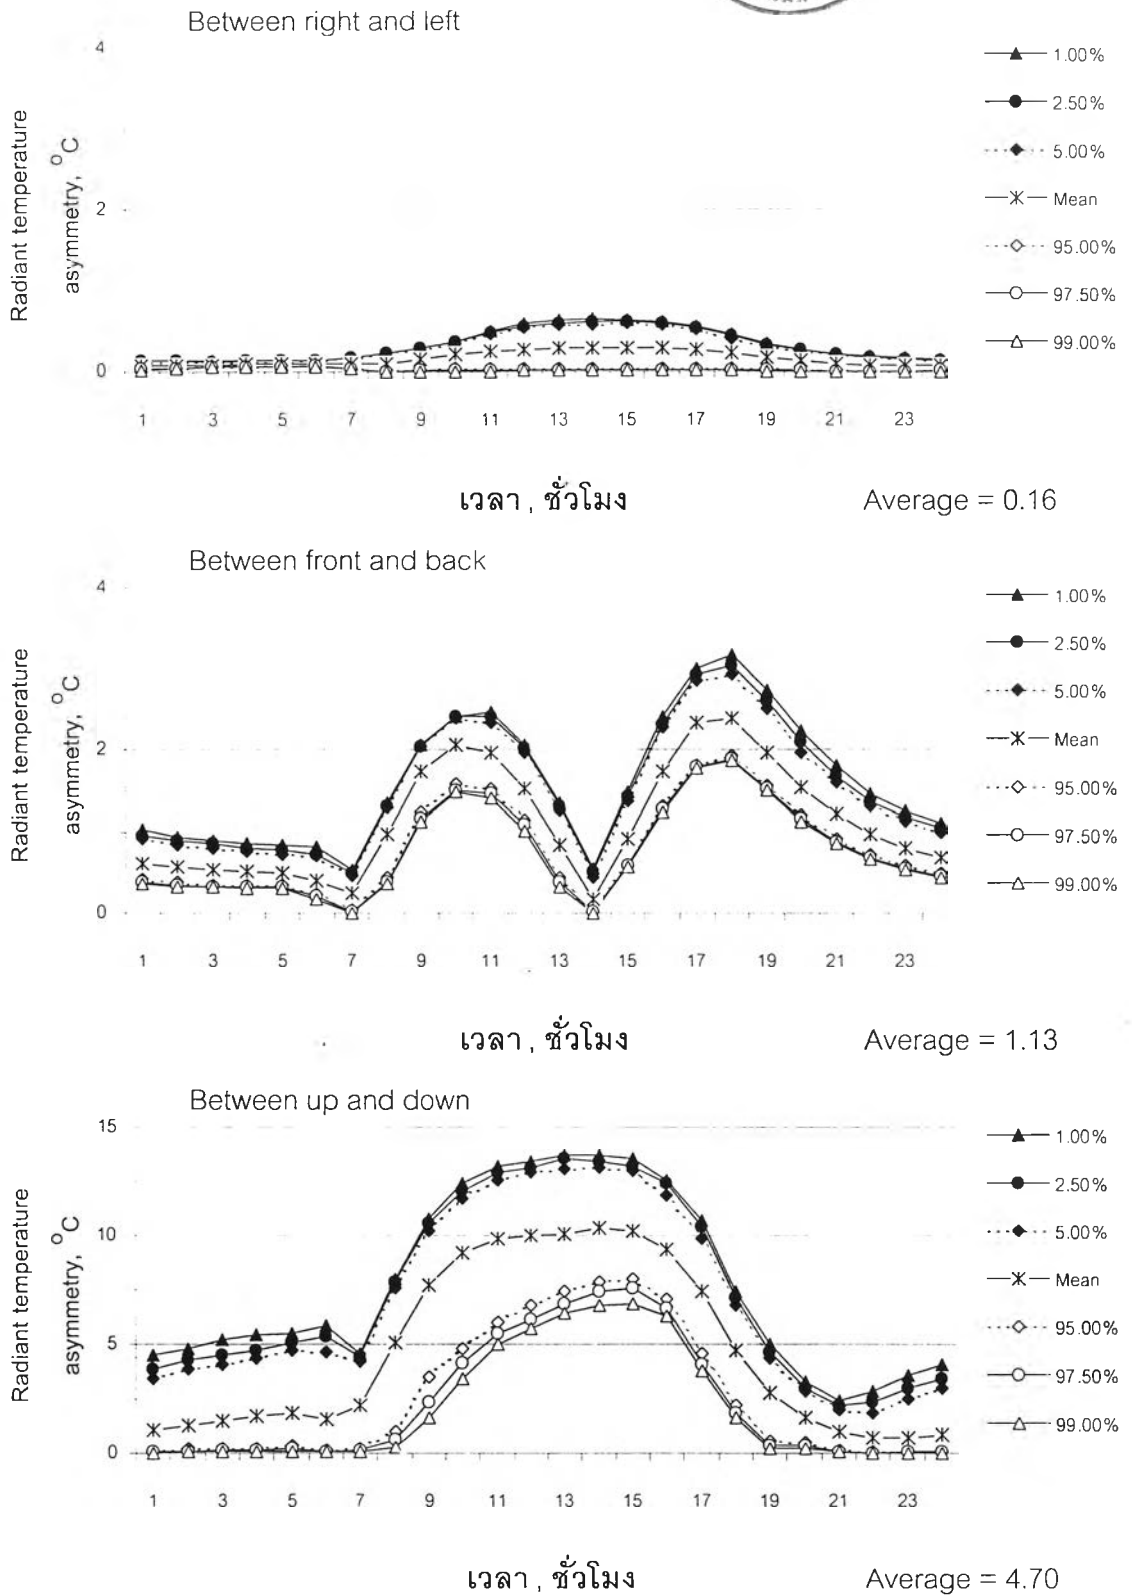 Between right and left
4
2
0
Radiant temperature
asymmetry, °C
1 3 5 7 9 11 13 15 17 19 21 23
1.00%
2.50%
5.00%
Mean
95.00%
97.50%
99.00%
เวลา , ชั่วโมง
Average = 0.16
Between front and back
4
2
0
Radiant temperature
asymmetry, °C
1 3 5 7 9 11 13 15 17 19 21 23
1.00%
2.50%
5.00%
Mean
95.00%
97.50%
99.00%
เวลา , ชั่วโมง
Average = 1.13
Between up and down
15
10
5
0
Radiant temperature
asymmetry, °C
1 3 5 7 9 11 13 15 17 19 21 23
1.00%
2.50%
5.00%
Mean
95.00%
97.50%
99.00%
เวลา , ชั่วโมง
Average = 4.70